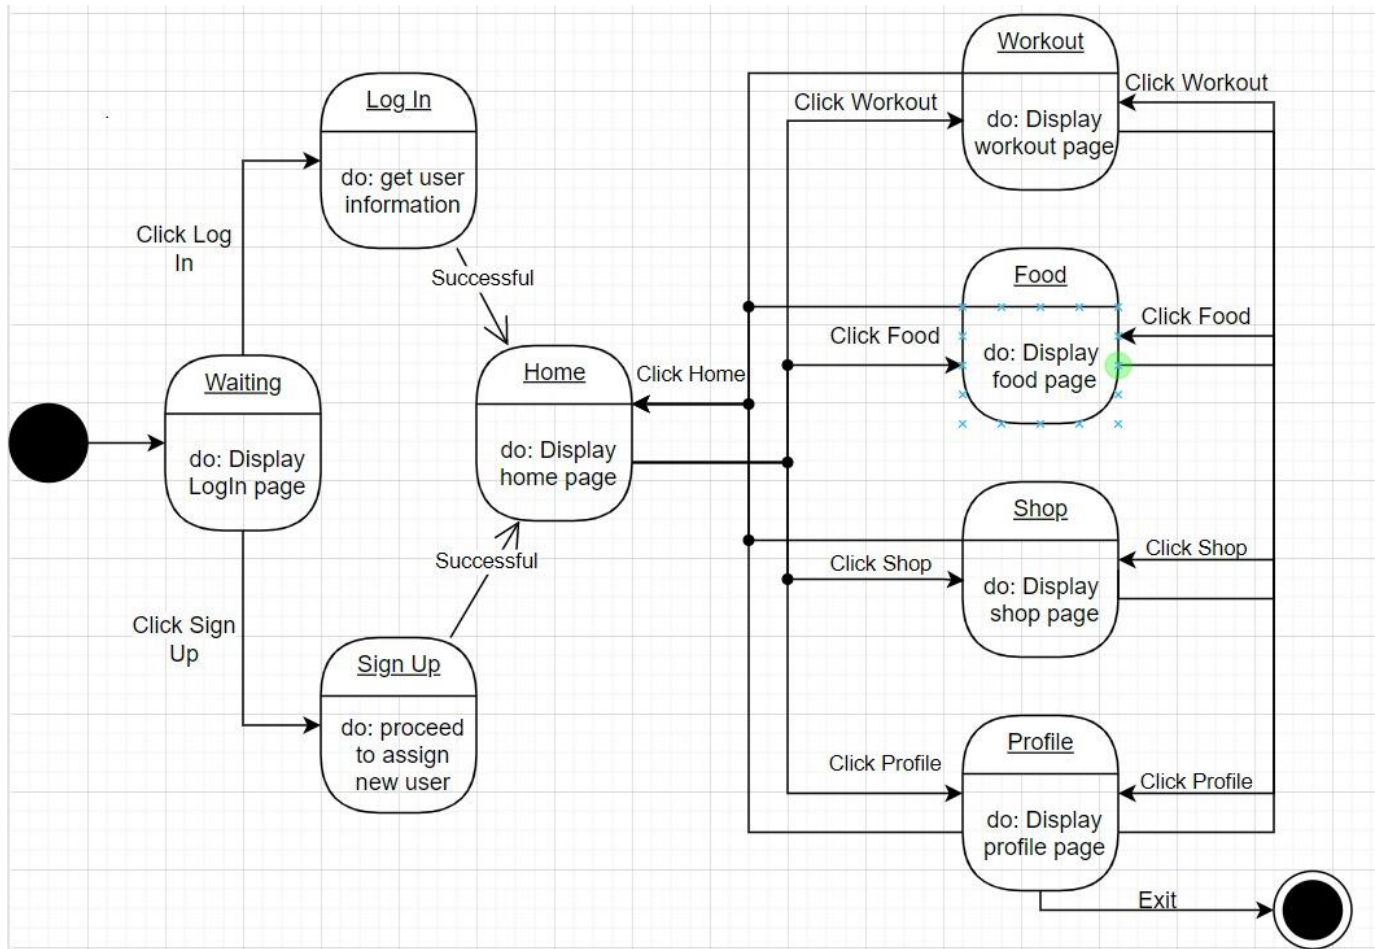 Log In
do: get user
information
Click Log
In
Successful
Waiting
do: Display
LogIn page
Home
do: Display
home page
Click Home
Successful
Click Sign
Up
Sign Up
do: proceed
to assign
new user
Workout
do: Display
workout page
Click Workout
Click Workout
Food
do: Display
food page
Click Food
Click Food
Shop
do: Display
shop page
Click Shop
Click Shop
Profile
do: Display
profile page
Click Profile
Click Profile
Exit